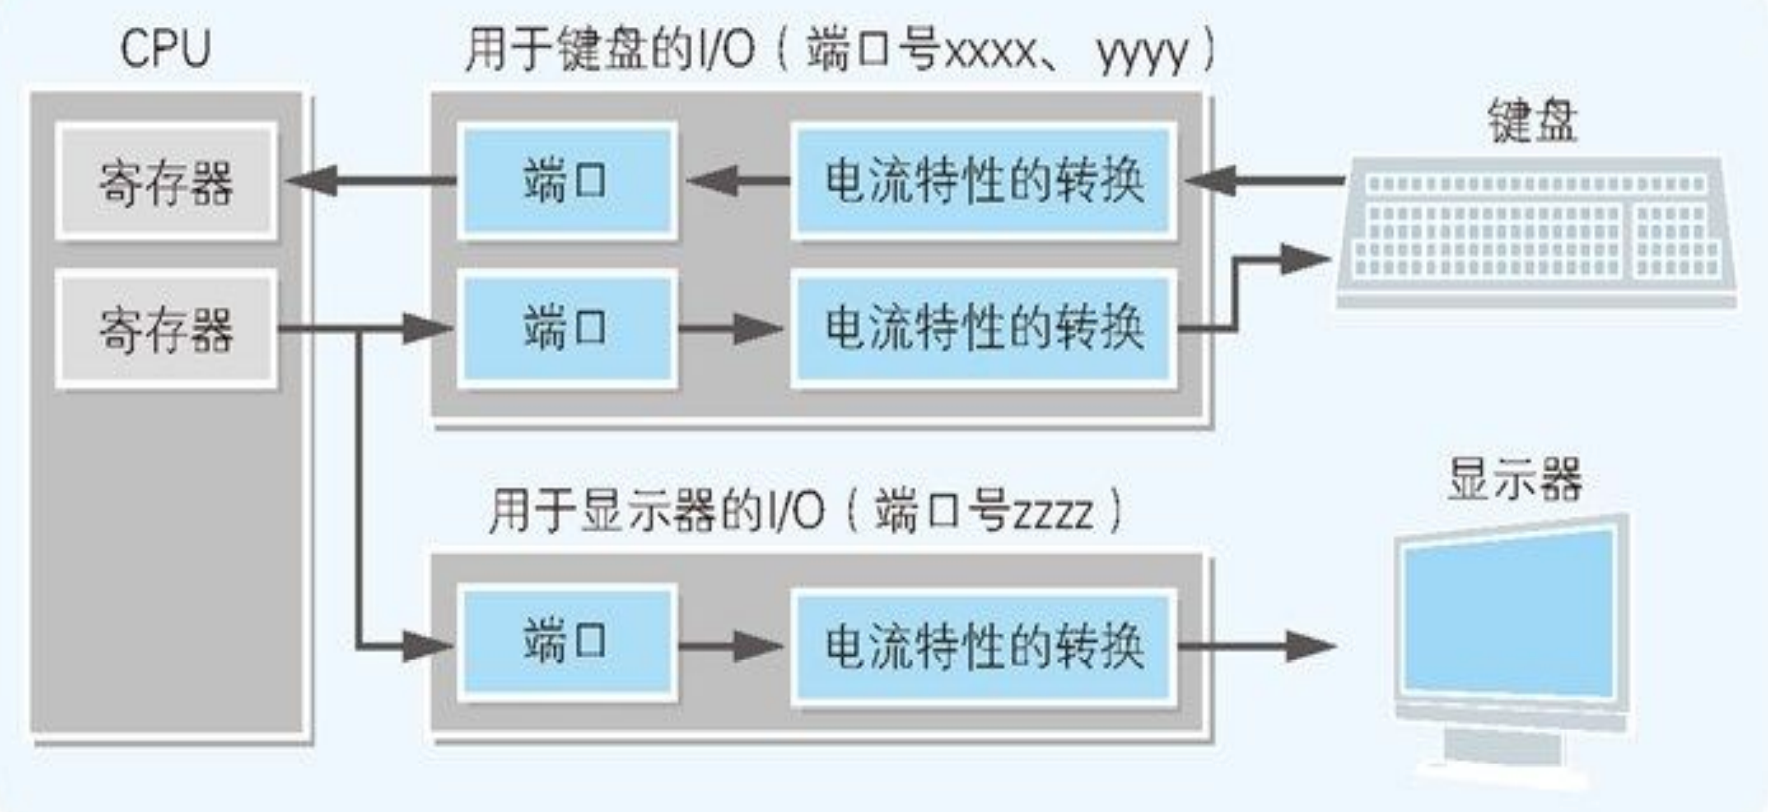 CPU
用于键盘的I/O（端口号xxxx、yyyy）
键盘
寄存器
端口
电流特性的转换
寄存器
端口
电流特性的转换
用于显示器的I/O（端口号zzzz）
显示器
端口
电流特性的转换